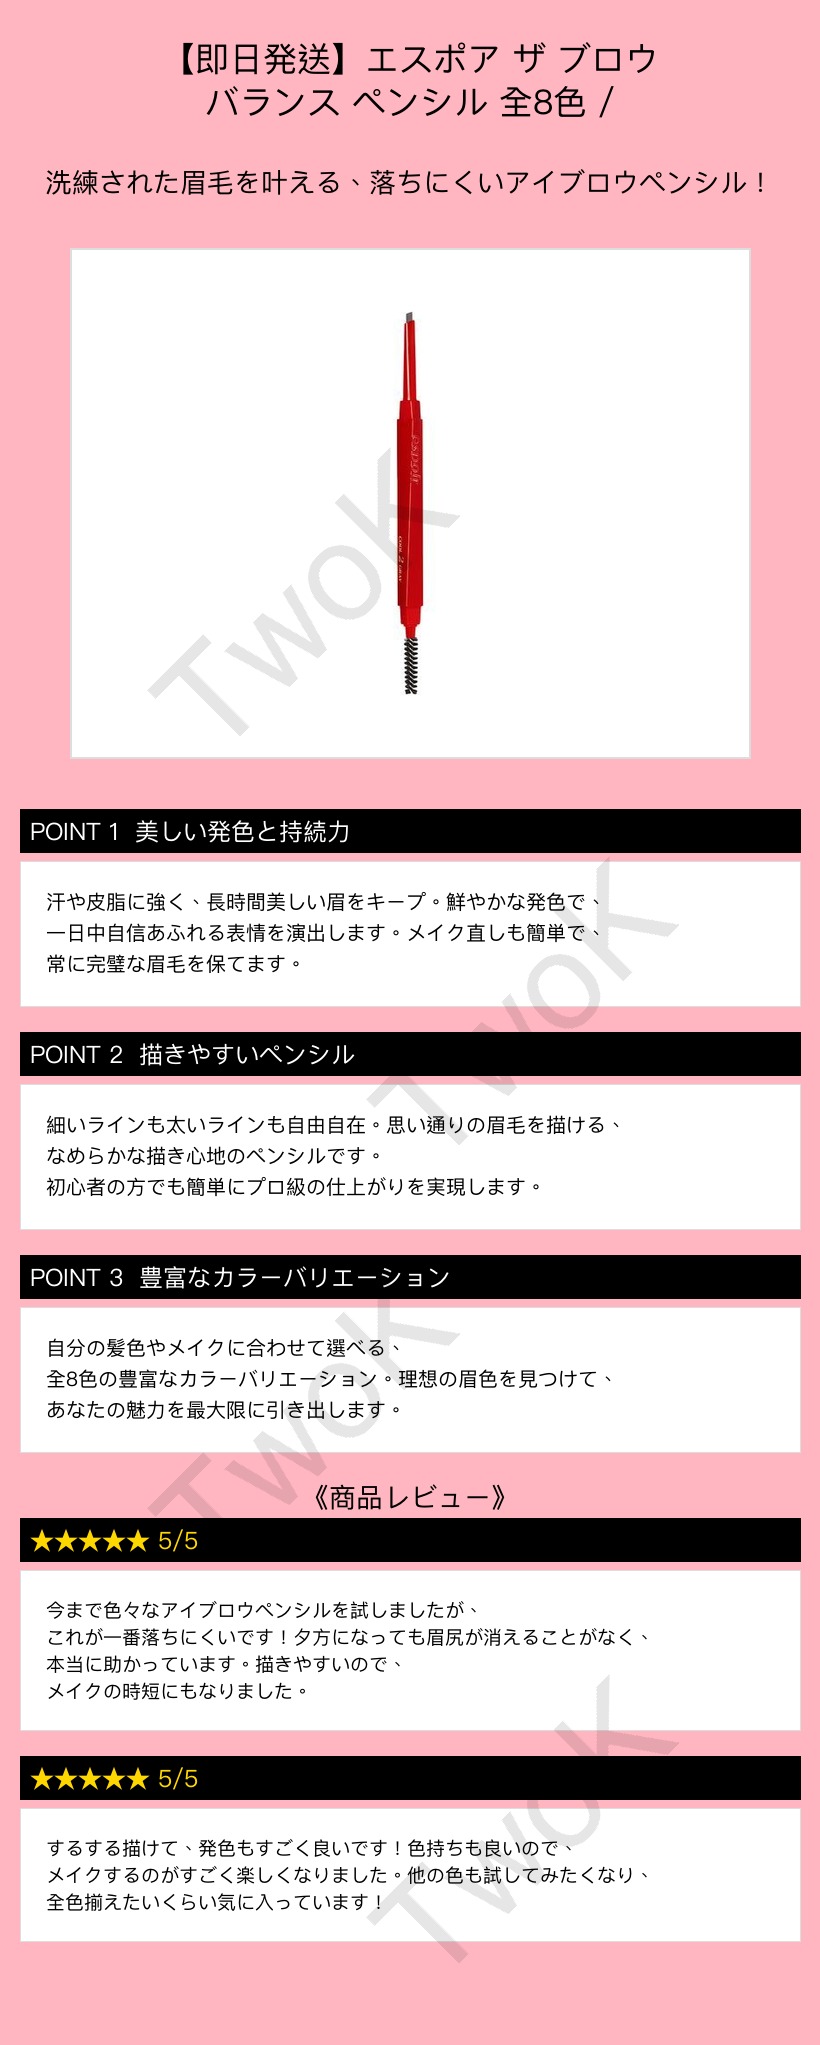 【即日発送】エスポア ザ ブロウ
バランス ペンシル 全8色 /
洗練された眉毛を叶える、落ちにくいアイブロウペンシル！
espoir
TwoK
POINT 1 美しい発色と持続力
汗や皮脂に強く、長時間美しい眉をキープ。鮮やかな発色で、
一日中自信あふれる表情を演出します。メイク直しも簡単で、
常に完璧な眉毛を保てます。
TwoK
POINT 2 描きやすいペンシル
細いラインも太いラインも自由自在。思い通りの眉毛を描ける、
なめらかな描き心地のペンシルです。
初心者の方でも簡単にプロ級の仕上がりを実現します。
POINT 3 豊富なカラーバリエーション
自分の髪色やメイクに合わせて選べる、
全8色の豊富なカラーバリエーション。理想の眉色を見つけて、
あなたの魅力を最大限に引き出します。
TwoK
《商品レビュー》
★★★★★ 5/5
今まで色々なアイブロウペンシルを試しましたが、
これが一番落ちにくいです！夕方になっても眉尻が消えることがなく、
本当に助かっています。描きやすいので、
メイクの時短にもなりました。
★★★★★ 5/5
するする描けて、発色もすごく良いです！色持ちも良いので、
メイクするのがすごく楽しくなりました。他の色も試してみたくなり、
全色揃えたいくらい気に入っています！
TwoK